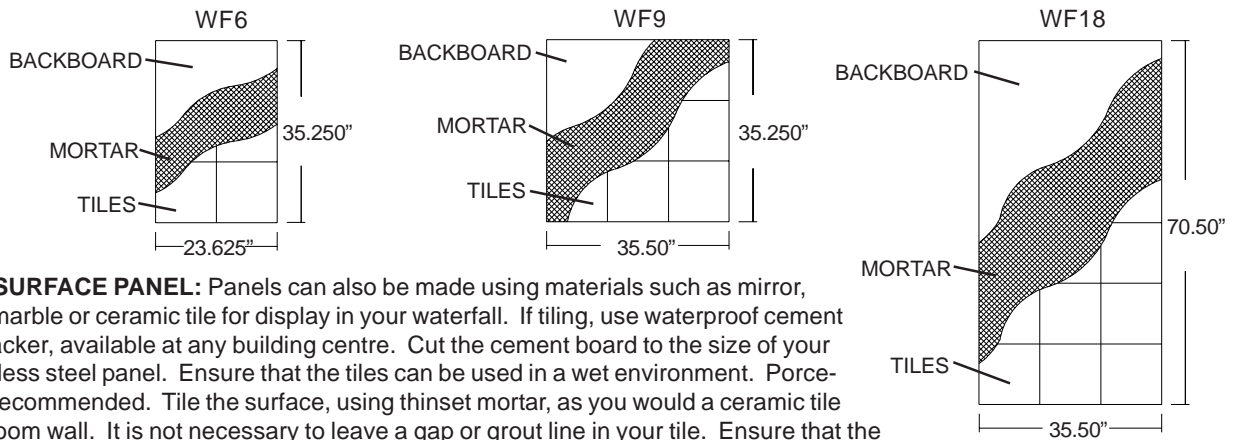 WF6
BACKBOARD
MORTAR
TILES
35.250”
23.625”
WF9
BACKBOARD
MORTAR
TILES
35.250”
35.50”
WF18
BACKBOARD
MORTAR
TILES
70.50”
35.50”
SURFACE PANEL: Panels can also be made using materials such as mirror,
marble or ceramic tile for display in your waterfall. If tiling, use waterproof cement
acker, available at any building centre. Cut the cement board to the size of your
less steel panel. Ensure that the tiles can be used in a wet environment. Porce-
recommended. Tile the surface, using thinset mortar, as you would a ceramic tile
oom wall. It is not necessary to leave a gap or grout line in your tile. Ensure that the